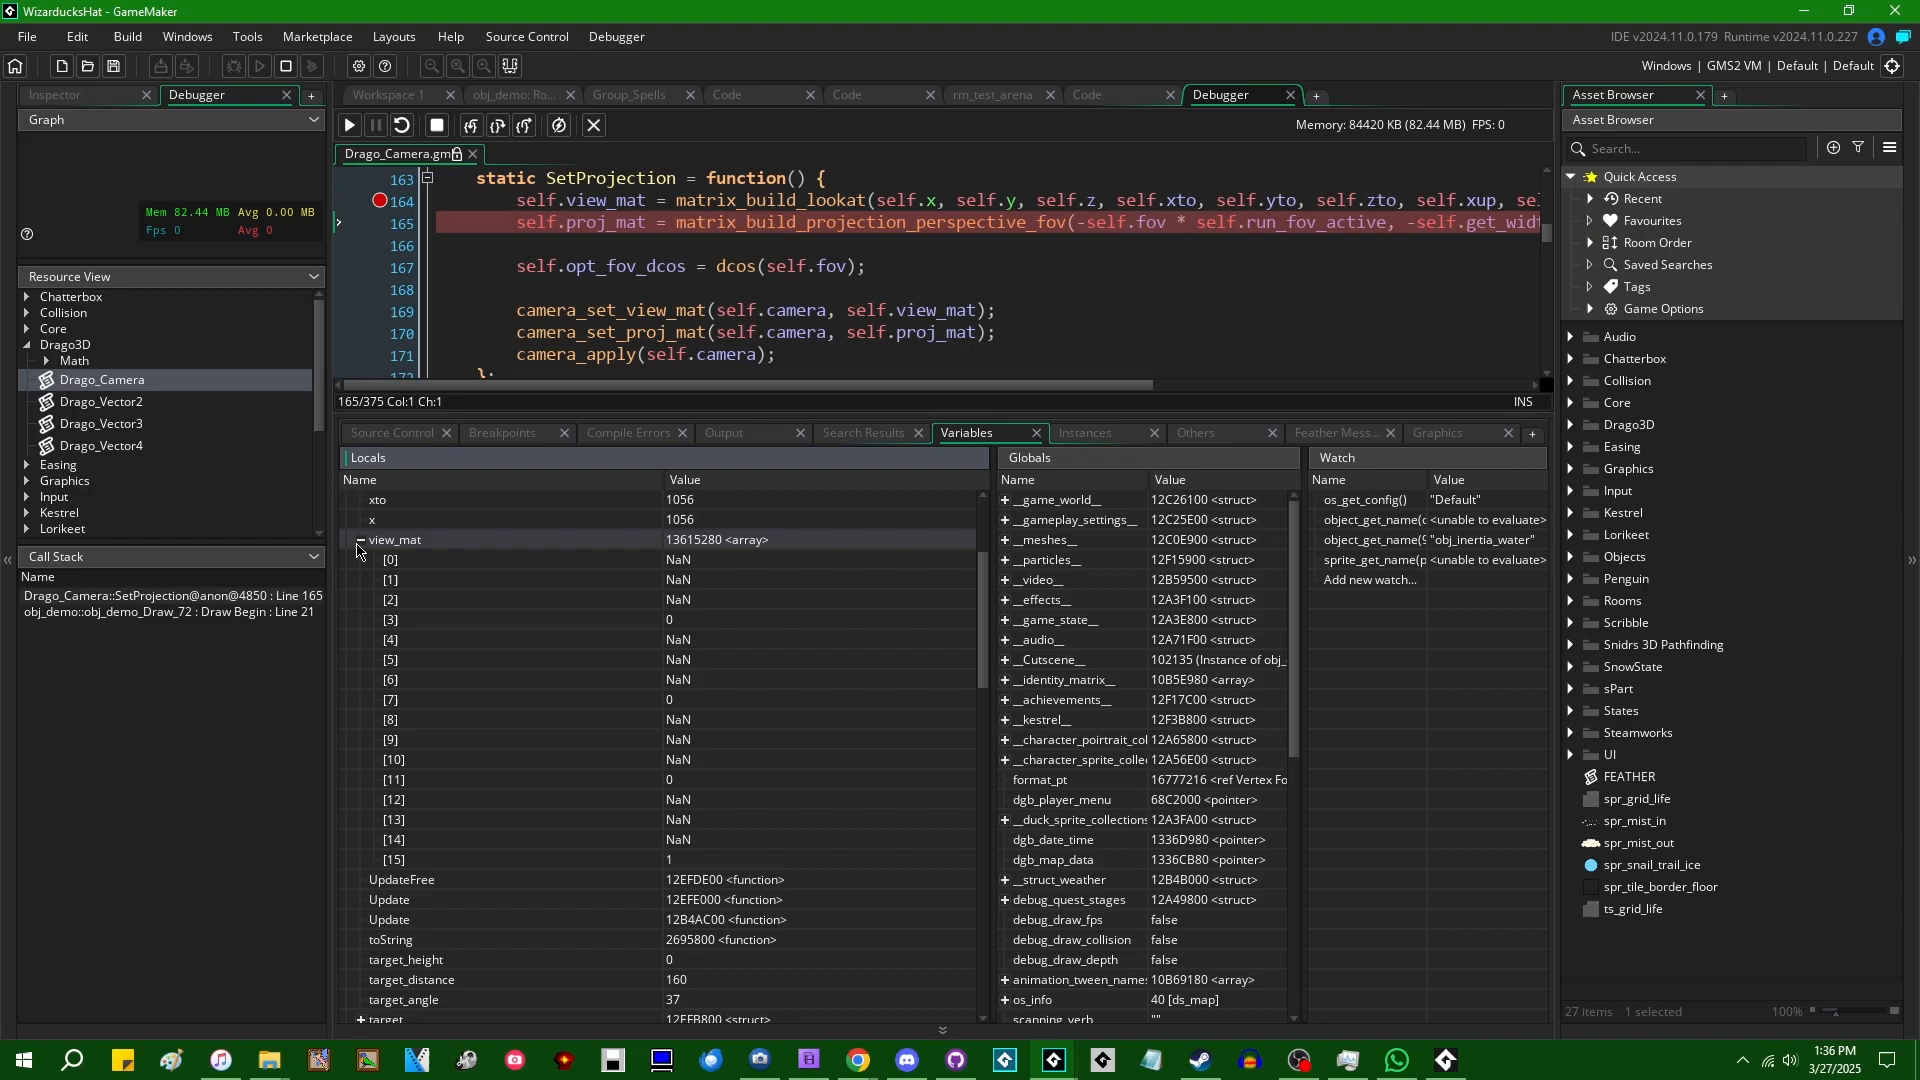 WizarducksHat - GameMaker
File Edit Build Windows Tools Marketplace Layouts Help Source Control Debugger
IDE v2024.11.0.179 Runtime v2024.11.0.227
Windows | GMS2 VM | Default | Default
Inspector
Debugger
Graph
Mem 82.44 MB Avg 0.00 MB
Fps 0 Avg 0
Resource View
Chatterbox
Collision
Core
Drago3D
Math
Drago_Camera
Drago_Vector2
Drago_Vector3
Drago_Vector4
Easing
Graphics
Input
Kestrel
Lorikeet
Call Stack
Name
Drago_Camera::SetProjection@anon@4850 : Line 165
obj_demo::obj_demo_Draw_72 : Draw Begin : Line 21
Workspace 1 obj_demo: Ro... Group_Spells Code Code rm_test_arena Code Debugger
Memory: 84420 KB (82.44 MB) FPS: 0
Drago_Camera.gml
163 static SetProjection = function() {
164 self.view_mat = matrix_build_lookat(self.x, self.y, self.z, self.xto, self.yto, self.zto, self.xup, sel
165 self.proj_mat = matrix_build_projection_perspective_fov(-self.fov * self.run_fov_active, -self.get_widt
166
167 self.opt_fov_dcos = dcos(self.fov);
168
169 camera_set_view_mat(self.camera, self.view_mat);
170 camera_set_proj_mat(self.camera, self.proj_mat);
171 camera_apply(self.camera);
172 };
165/375 Col:1 Ch:1
INS
Source Control Breakpoints Compile Errors Output Search Results Variables Instances Others Feather Mess... Graphics
Locals
Name Value
xto 1056
x 1056
view_mat 13615280 <array>
[0] NaN
[1] NaN
[2] NaN
[3] 0
[4] NaN
[5] NaN
[6] NaN
[7] 0
[8] NaN
[9] NaN
[10] NaN
[11] 0
[12] NaN
[13] NaN
[14] NaN
[15] 1
UpdateFree 12EFDE00 <function>
Update 12EFE000 <function>
Update 12B4AC00 <function>
toString 2695800 <function>
target_height 0
target_distance 160
target_angle 37
target 12EFB800 <struct>
Globals
Name Value
__game_world__ 12C26100 <struct>
__gameplay_settings__ 12C25E00 <struct>
__meshes__ 12C0E900 <struct>
__particles__ 12F15900 <struct>
__video__ 12B59500 <struct>
__effects__ 12A3F100 <struct>
__game_state__ 12A3E800 <struct>
__audio__ 12A71F00 <struct>
__Cutscene__ 102135 (Instance of obj_
__identity_matrix__ 10B5E980 <array>
__achievements__ 12F17C00 <struct>
__kestrel__ 12F3B800 <struct>
__character_poirtrait_col 12A65800 <struct>
__character_sprite_collec 12A56E00 <struct>
format_pt 16777216 <ref Vertex Fo
dgb_player_menu 68C2000 <pointer>
__duck_sprite_collections 12A3FA00 <struct>
dgb_date_time 1336D980 <pointer>
dgb_map_data 1336CB80 <pointer>
__struct_weather 12B4B000 <struct>
debug_quest_stages 12A49800 <struct>
debug_draw_fps false
debug_draw_collision false
debug_draw_depth false
animation_tween_names 10B69180 <array>
os_info 40 [ds_map]
scanning_verb ""
Watch
Name Value
os_get_config() "Default"
object_get_name(c <unable to evaluate>
object_get_name(9 "obj_inertia_water"
sprite_get_name(p <unable to evaluate>
Add new watch...
Asset Browser
Asset Browser
Search...
Quick Access
Recent
Favourites
Room Order
Saved Searches
Tags
Game Options
Audio
Chatterbox
Collision
Core
Drago3D
Easing
Graphics
Input
Kestrel
Lorikeet
Objects
Penguin
Rooms
Scribble
Snidrs 3D Pathfinding
SnowState
sPart
States
Steamworks
UI
FEATHER
spr_grid_life
spr_mist_in
spr_mist_out
spr_snail_trail_ice
spr_tile_border_floor
ts_grid_life
27 items 1 selected 100%
1:36 PM
3/27/2025